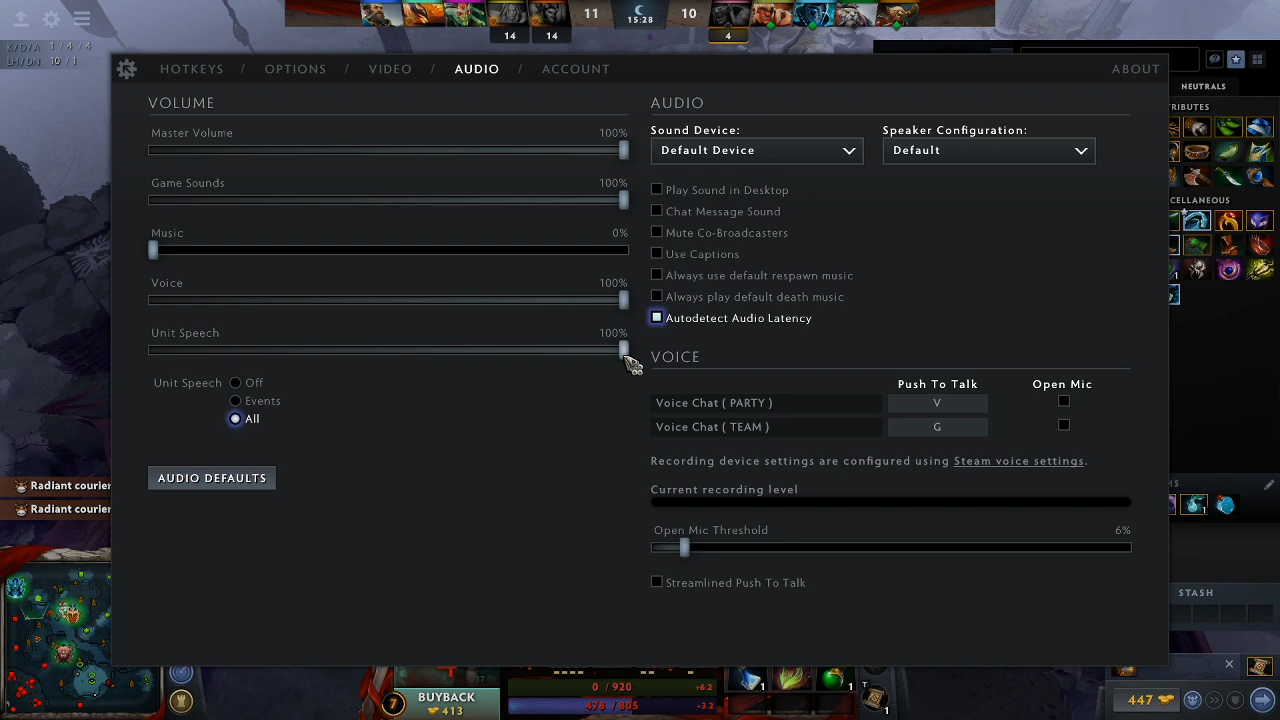 11 15:28 10
14 14 4
K/D/A 1 / 4 / 4
LH/DN 10 / 1
HOTKEYS / OPTIONS / VIDEO / AUDIO / ACCOUNT ABOUT
NEUTRALS
VOLUME
Master Volume 100%
Game Sounds 100%
Music 0%
Voice 100%
Unit Speech 100%
Unit Speech Off
Events
All
AUDIO DEFAULTS
AUDIO
Sound Device: Speaker Configuration:
Default Device Default
Play Sound in Desktop
Chat Message Sound
Mute Co-Broadcasters
Use Captions
Always use default respawn music
Always play default death music
Autodetect Audio Latency
VOICE
Push To Talk Open Mic
Voice Chat ( PARTY ) V
Voice Chat ( TEAM ) G
Recording device settings are configured using Steam voice settings.
Current recording level
Open Mic Threshold 6%
Streamlined Push To Talk
TRIBUTES
CELLANEOUS
MS
STASH
Radiant courier
Radiant courier
7 BUYBACK
413
37
0 / 920 +6.2
478 / 805 +3.2
1 1
T
1
447